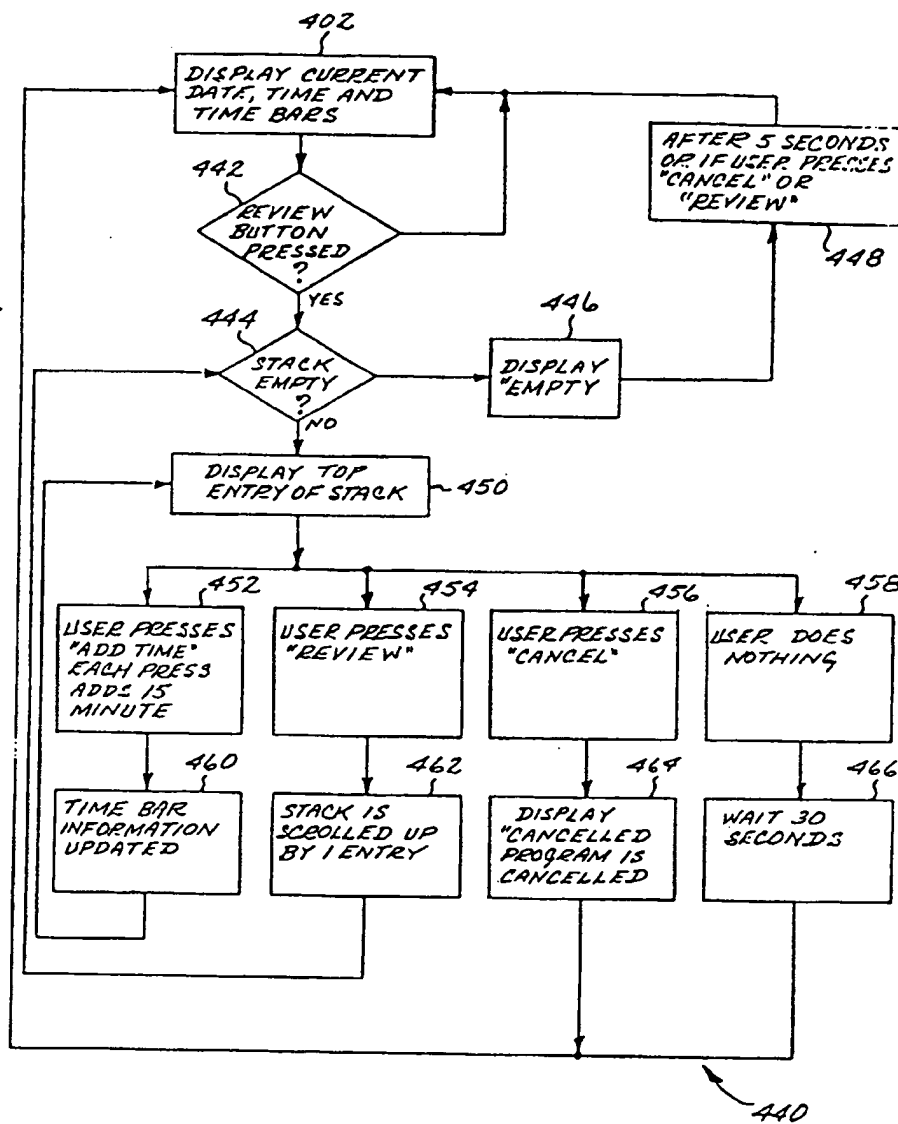 402
DISPLAY CURRENT
DATE, TIME AND
TIME BARS
442
REVIEW
BUTTON
PRESSED
?
YES
AFTER 5 SECONDS
OR IF USER PRESSES
"CANCEL" OR
"REVIEW"
448
444
STACK
EMPTY
?
NO
446
DISPLAY
"EMPTY
DISPLAY TOP
ENTRY OF STACK
450
452
USER PRESSES
"ADD TIME"
EACH PRESS
ADDS 15
MINUTE
454
USER PRESSES
"REVIEW"
456
USER PRESSES
"CANCEL"
458
USER DOES
NOTHING
460
TIME BAR
INFORMATION
UPDATED
462
STACK IS
SCROLLED UP
BY 1 ENTRY
464
DISPLAY
"CANCELLED
PROGRAM IS
CANCELLED
466
WAIT 30
SECONDS
440